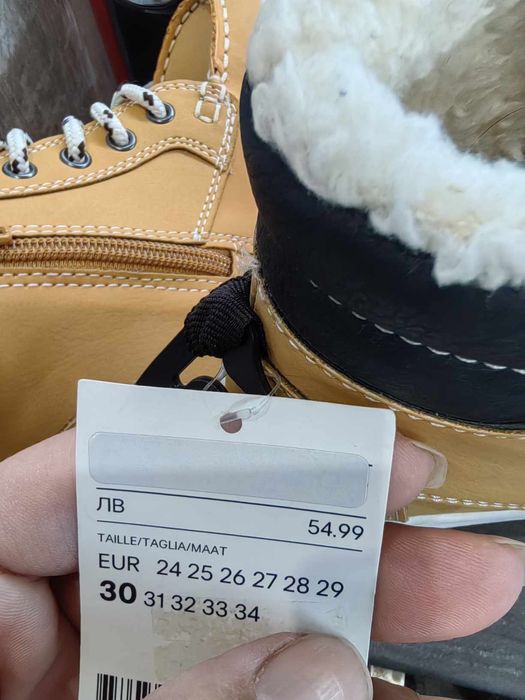 ЛВ 54.99
TAILLE/TAGLIA/MAAT
EUR 24 25 26 27 28 29
30 31 32 33 34